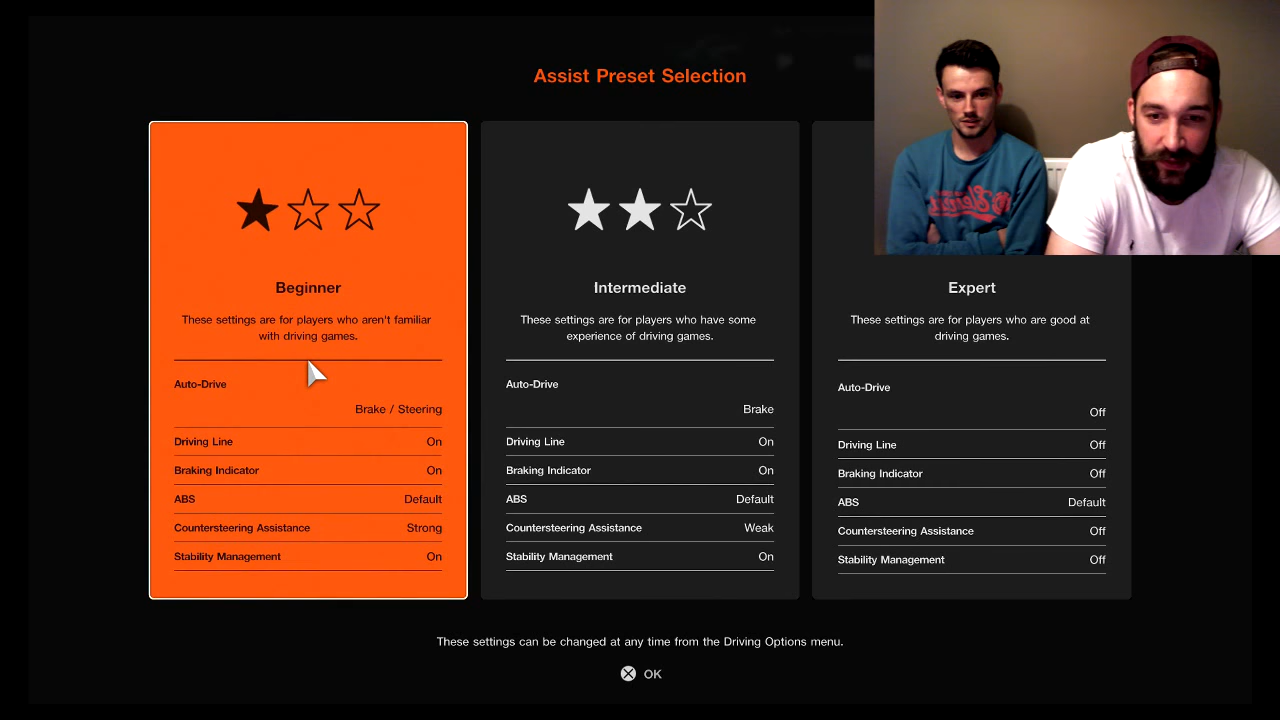 Assist Preset Selection
Beginner
These settings are for players who aren't familiar
with driving games.
Auto-Drive
Brake / Steering
Driving Line On
Braking Indicator On
ABS Default
Countersteering Assistance Strong
Stability Management On
Intermediate
These settings are for players who have some
experience of driving games.
Auto-Drive
Brake
Driving Line On
Braking Indicator On
ABS Default
Countersteering Assistance Weak
Stability Management On
Expert
These settings are for players who are good at
driving games.
Auto-Drive
Off
Driving Line Off
Braking Indicator Off
ABS Default
Countersteering Assistance Off
Stability Management Off
These settings can be changed at any time from the Driving Options menu.
OK